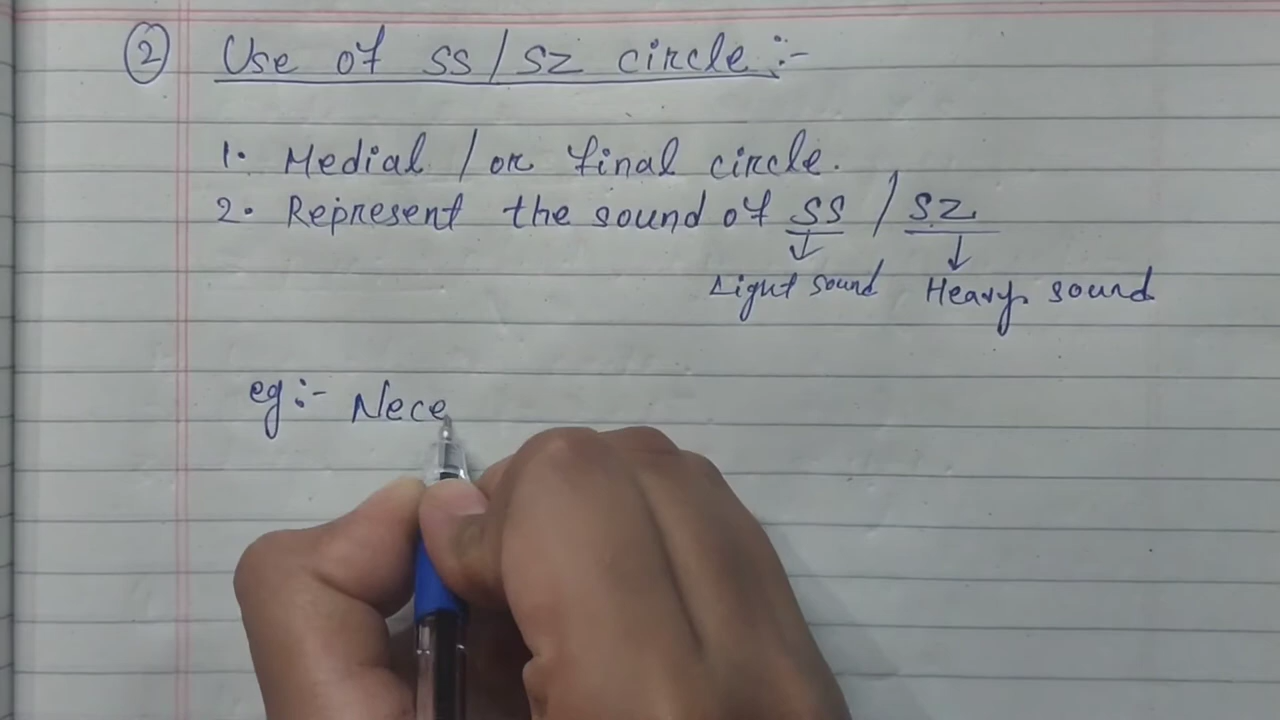 ② Use of SS / SZ circle :-
1. Medial / or final circle.
2. Represent the sound of SS / SZ
↓ ↓
Light sound Heavy sound
eg :- Nece